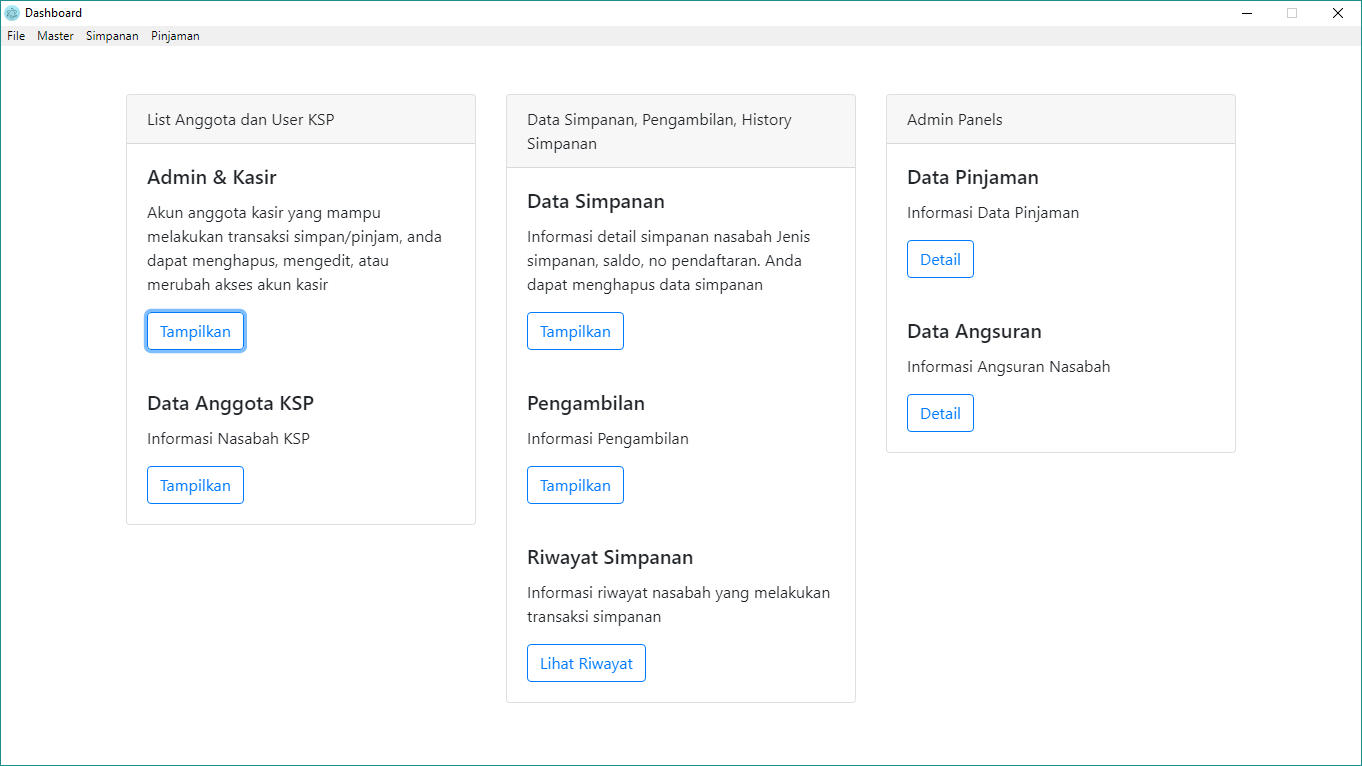 Dashboard
File Master Simpanan Pinjaman
List Anggota dan User KSP
Admin & Kasir
Akun anggota kasir yang mampu
melakukan transaksi simpan/pinjam, anda
dapat menghapus, mengedit, atau
merubah akses akun kasir
Tampilkan
Data Anggota KSP
Informasi Nasabah KSP
Tampilkan
Data Simpanan, Pengambilan, History
Simpanan
Data Simpanan
Informasi detail simpanan nasabah Jenis
simpanan, saldo, no pendaftaran. Anda
dapat menghapus data simpanan
Tampilkan
Pengambilan
Informasi Pengambilan
Tampilkan
Riwayat Simpanan
Informasi riwayat nasabah yang melakukan
transaksi simpanan
Lihat Riwayat
Admin Panels
Data Pinjaman
Informasi Data Pinjaman
Detail
Data Angsuran
Informasi Angsuran Nasabah
Detail